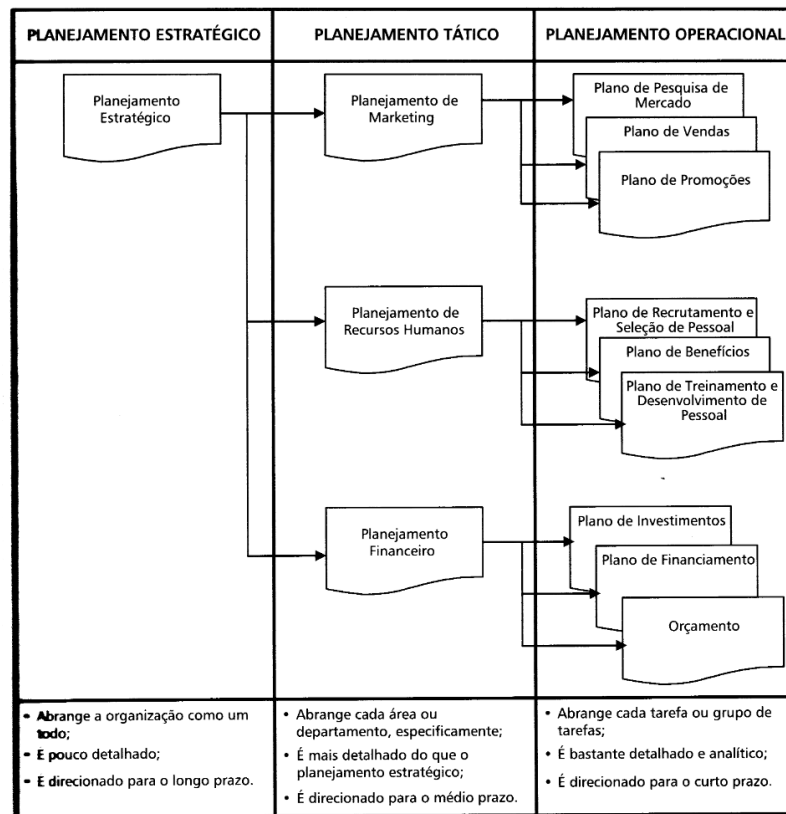 PLANEJAMENTO ESTRATÉGICO
PLANEJAMENTO TÁTICO
PLANEJAMENTO OPERACIONAL
Planejamento
Estratégico
Planejamento de
Marketing
Plano de Pesquisa de
Mercado
Plano de Vendas
Plano de Promoções
Planejamento de
Recursos Humanos
Plano de Recrutamento e
Seleção de Pessoal
Plano de Benefícios
Plano de Treinamento e
Desenvolvimento de
Pessoal
Planejamento
Financeiro
Plano de Investimentos
Plano de Financiamento
Orçamento
• Abrange a organização como um
todo;
• É pouco detalhado;
• E direcionado para o longo prazo.
• Abrange cada área ou
departamento, especificamente;
• É mais detalhado do que o
planejamento estratégico;
• É direcionado para o médio prazo.
• Abrange cada tarefa ou grupo de
tarefas;
• É bastante detalhado e analítico;
• É direcionado para o curto prazo.